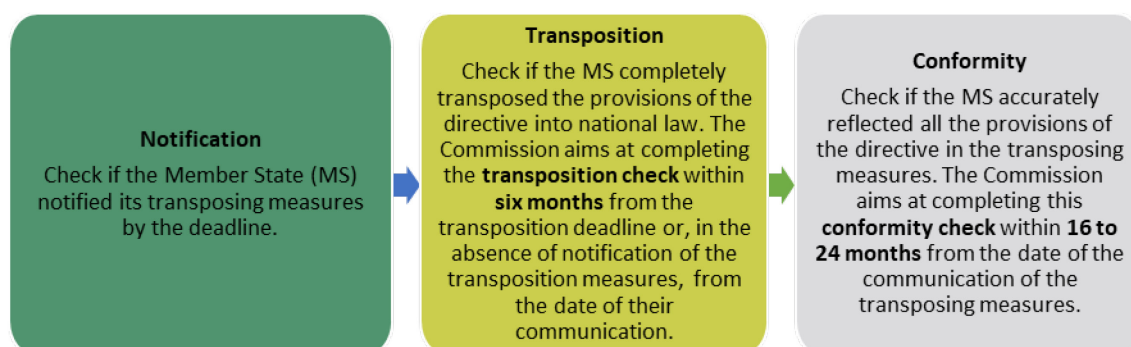 Notification
Check if the Member State (MS)
notified its transposing measures
by the deadline.
Transposition
Check if the MS completely
transposed the provisions of the
directive into national law. The
Commission aims at completing
the transposition check within
six months from the
transposition deadline or, in the
absence of notification of the
transposition measures, from
the date of their
communication.
Conformity
Check if the MS accurately
reflected all the provisions of
the directive in the transposing
measures. The Commission
aims at completing this
conformity check within 16 to
24 months from the date of the
communication of the
transposing measures.